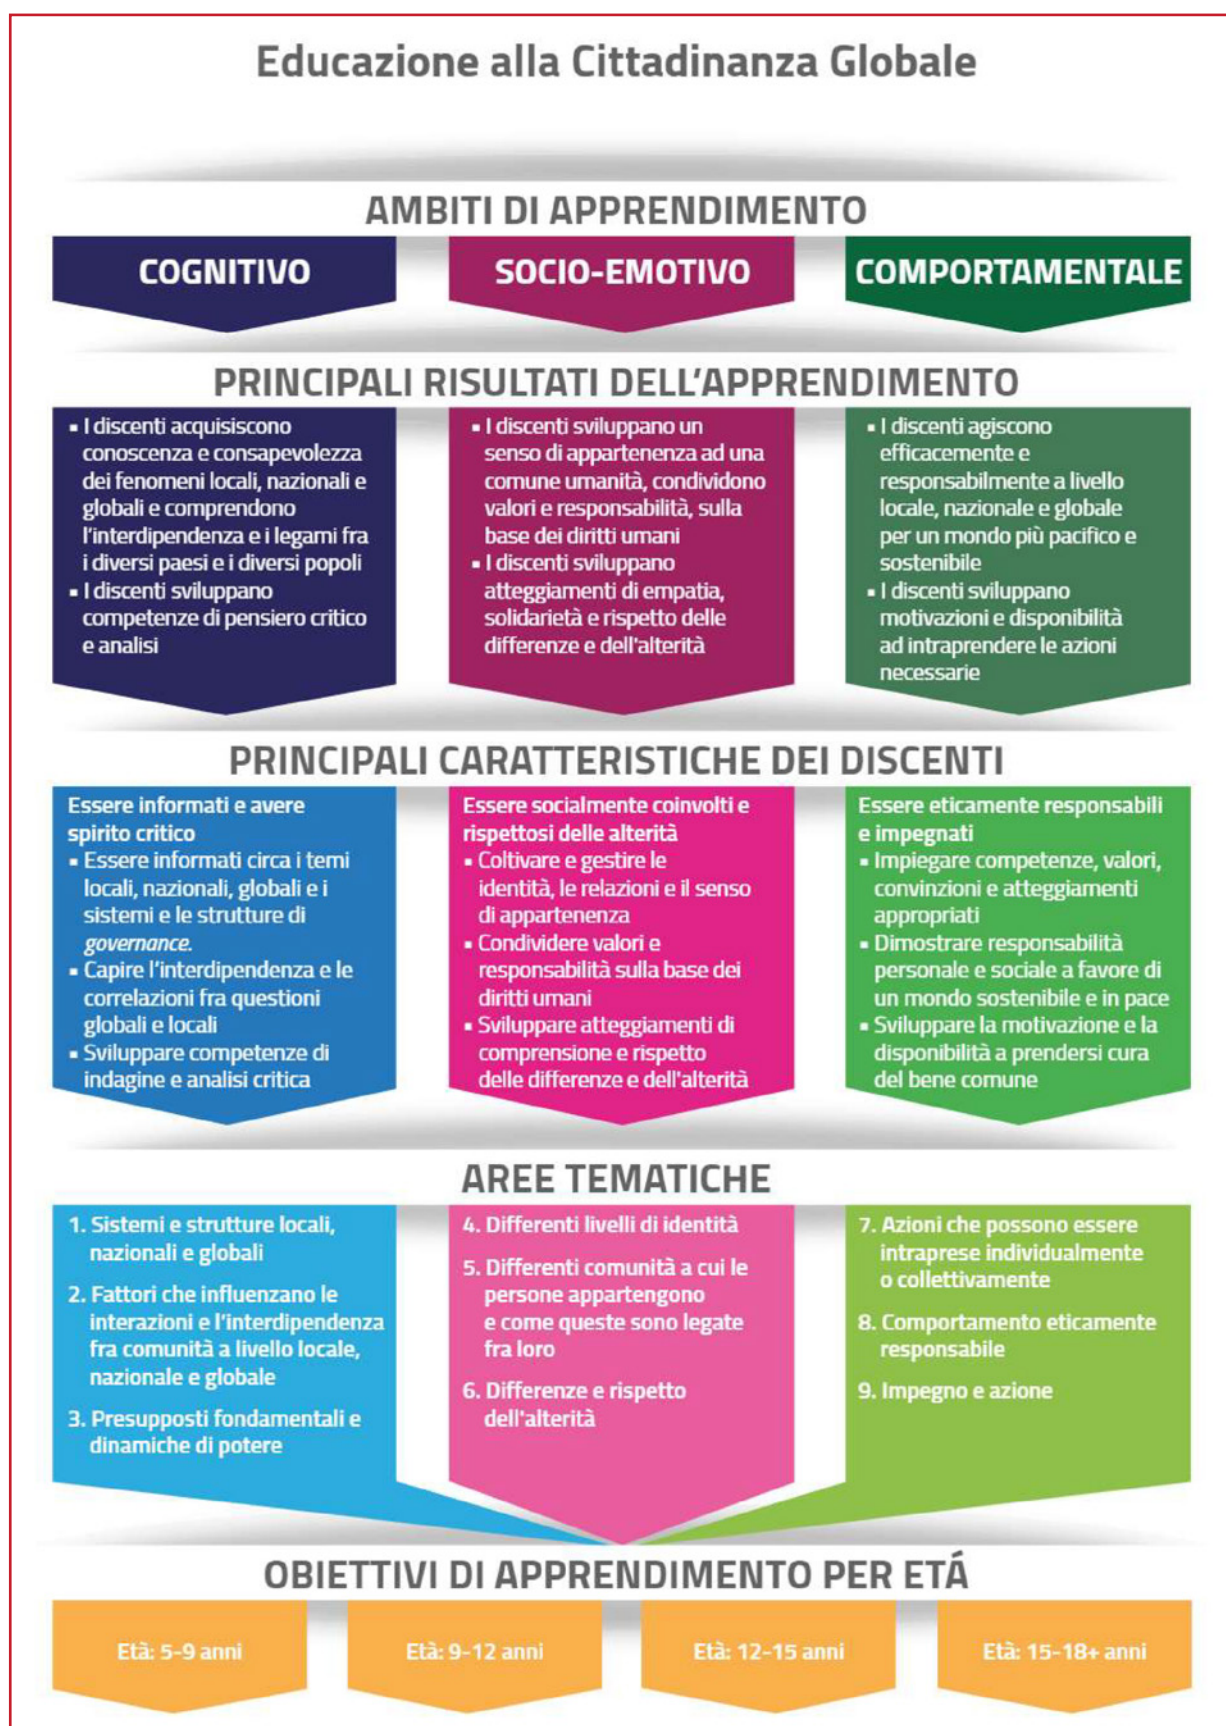 Educazione alla Cittadinanza Globale
AMBITI DI APPRENDIMENTO
COGNITIVO
SOCIO-EMOTIVO
COMPORTAMENTALE
PRINCIPALI RISULTATI DELL'APPRENDIMENTO
▪ I discenti acquisiscono
conoscenza e consapevolezza
dei fenomeni locali, nazionali e
globali e comprendono
l'interdipendenza e i legami fra
i diversi paesi e i diversi popoli
▪ I discenti sviluppano
competenze di pensiero critico
e analisi
▪ I discenti sviluppano un
senso di appartenenza ad una
comune umanità, condividono
valori e responsabilità, sulla
base dei diritti umani
▪ I discenti sviluppano
atteggiamenti di empatia,
solidarietà e rispetto delle
differenze e dell'alterità
▪ I discenti agiscono
efficacemente e
responsabilmente a livello
locale, nazionale e globale
per un mondo più pacifico e
sostenibile
▪ I discenti sviluppano
motivazioni e disponibilità
ad intraprendere le azioni
necessarie
PRINCIPALI CARATTERISTICHE DEI DISCENTI
Essere informati e avere
spirito critico
▪ Essere informati circa i temi
locali, nazionali, globali e i
sistemi e le strutture di
governance.
▪ Capire l'interdipendenza e le
correlazioni fra questioni
globali e locali
▪ Sviluppare competenze di
indagine e analisi critica
Essere socialmente coinvolti e
rispettosi delle alterità
▪ Coltivare e gestire le
identità, le relazioni e il senso
di appartenenza
▪ Condividere valori e
responsabilità sulla base dei
diritti umani
▪ Sviluppare atteggiamenti di
comprensione e rispetto
delle differenze e dell'alterità
Essere eticamente responsabili
e impegnati
▪ Impiegare competenze, valori,
convinzioni e atteggiamenti
appropriati
▪ Dimostrare responsabilità
personale e sociale a favore di
un mondo sostenibile e in pace
▪ Sviluppare la motivazione e la
disponibilità a prendersi cura
del bene comune
AREE TEMATICHE
1. Sistemi e strutture locali,
nazionali e globali
2. Fattori che influenzano le
interazioni e l'interdipendenza
fra comunità a livello locale,
nazionale e globale
3. Presupposti fondamentali e
dinamiche di potere
4. Differenti livelli di identità
5. Differenti comunità a cui le
persone appartengono
e come queste sono legate
fra loro
6. Differenze e rispetto
dell'alterità
7. Azioni che possono essere
intraprese individualmente
o collettivamente
8. Comportamento eticamente
responsabile
9. Impegno e azione
OBIETTIVI DI APPRENDIMENTO PER ETÁ
Età: 5-9 anni
Età: 9-12 anni
Età: 12-15 anni
Età: 15-18+ anni